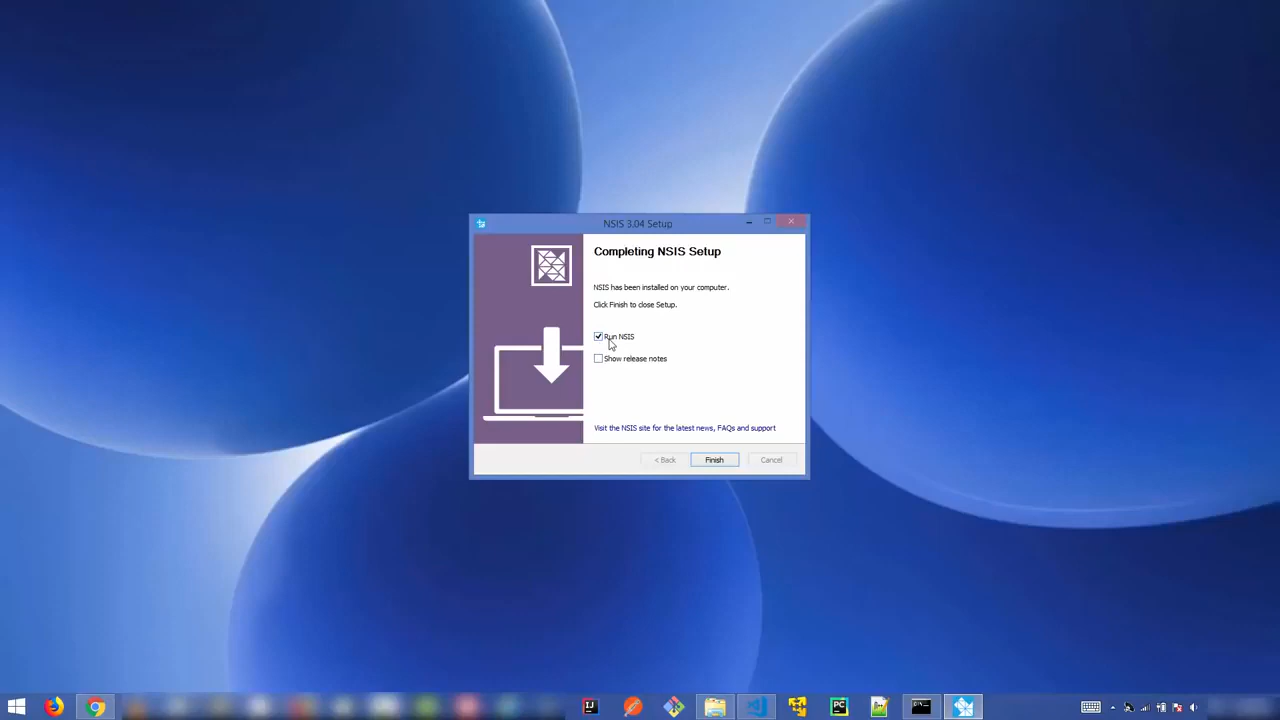 NSIS 3.04 Setup
Completing NSIS Setup
NSIS has been installed on your computer.
Click Finish to close Setup.
Run NSIS
Show release notes
Visit the NSIS site for the latest news, FAQs and support
< Back
Finish
Cancel
IJ
PC